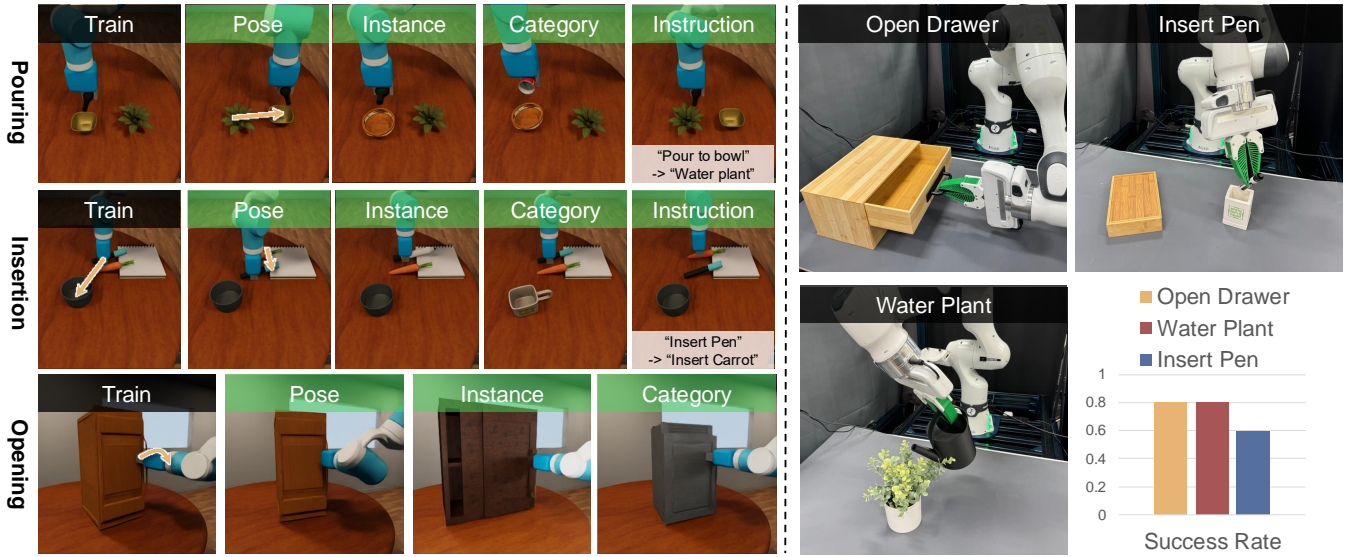 Pouring
Train
Pose
Instance
Category
Instruction
“Pour to bowl”
-> “Water plant”
Insertion
Train
Pose
Instance
Category
Instruction
“Insert Pen”
-> “Insert Carrot”
Opening
Train
Pose
Instance
Category
Open Drawer
Insert Pen
Water Plant
Open Drawer
Water Plant
Insert Pen
1
0.8
0.6
0.4
0.2
0
Success Rate